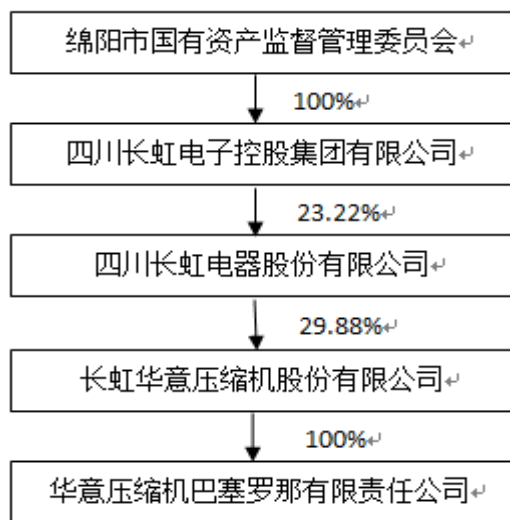 绵阳市国有资产监督管理委员会↵
100%↵
四川长虹电子控股集团有限公司↵
23.22%↵
四川长虹电器股份有限公司↵
29.88%↵
长虹华意压缩机股份有限公司↵
100%↵
华意压缩机巴塞罗那有限责任公司↵